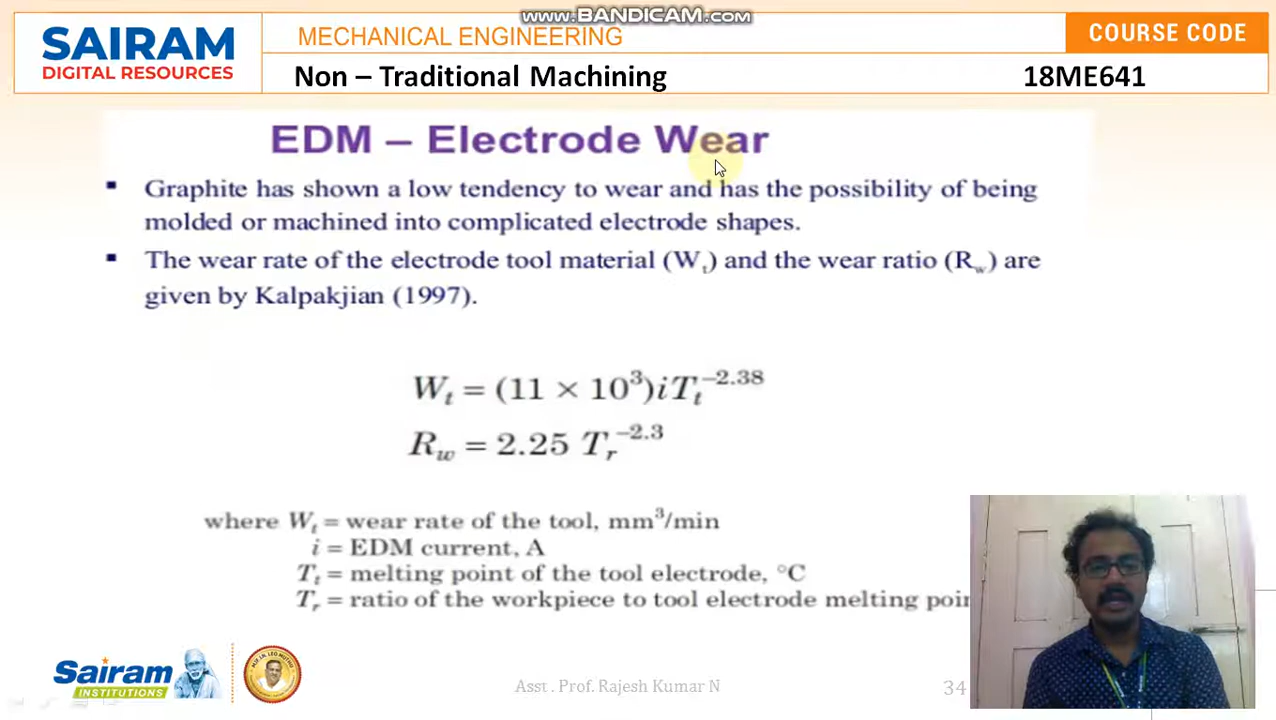 www.BANDICAM.com
SAIRAM
DIGITAL RESOURCES
MECHANICAL ENGINEERING
COURSE CODE
Non – Traditional Machining
18ME641
EDM – Electrode Wear
▪ Graphite has shown a low tendency to wear and has the possibility of being
molded or machined into complicated electrode shapes.
▪ The wear rate of the electrode tool material (Wₜ) and the wear ratio (R_w) are
given by Kalpakjian (1997).
Wₜ = (11 × 10³)iTₜ^−2.38
R_w = 2.25 Tᵣ^−2.3
where Wₜ = wear rate of the tool, mm³/min
i = EDM current, A
Tₜ = melting point of the tool electrode, °C
Tᵣ = ratio of the workpiece to tool electrode melting poin
Sairam
INSTITUTIONS
Asst . Prof. Rajesh Kumar N
34